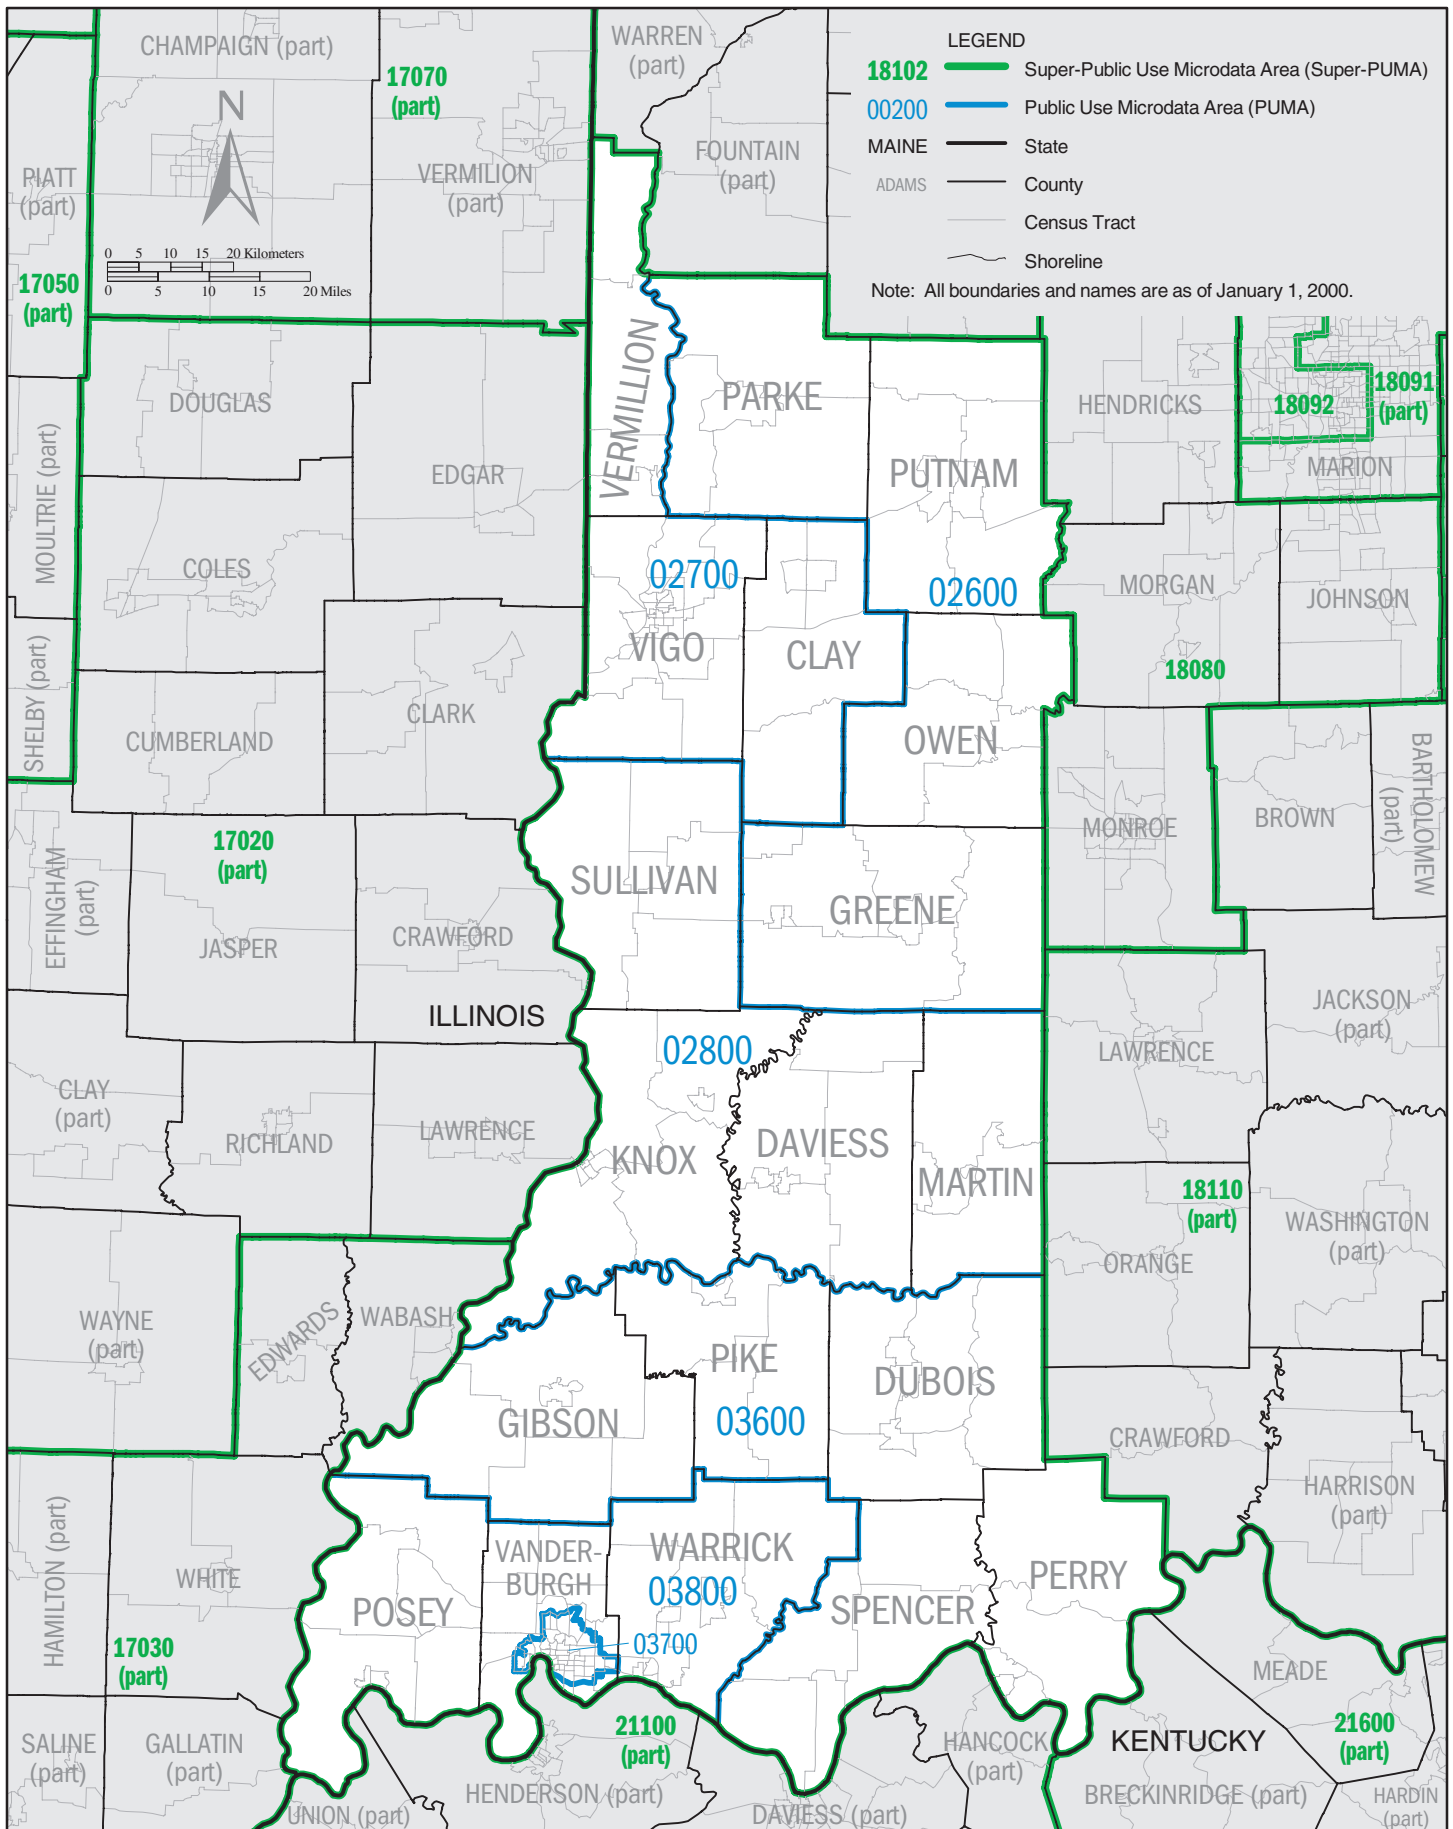 CHAMPAIGN (part)
17070
(part)
WARREN
(part)
LEGEND
18102 Super-Public Use Microdata Area (Super-PUMA)
00200 Public Use Microdata Area (PUMA)
MAINE State
ADAMS County
Census Tract
Shoreline
Note: All boundaries and names are as of January 1, 2000.
N
PIATT
(part)
VERMILION
(part)
FOUNTAIN
(part)
0 5 10 15 20 Kilometers
0 5 10 15 20 Miles
17050
(part)
DOUGLAS
VERMILLION
PARKE
HENDRICKS
18092
18091
(part)
MARION
MOULTRIE (part)
EDGAR
PUTNAM
COLES
02700
02600
MORGAN
JOHNSON
VIGO
CLAY
18080
SHELBY (part)
CUMBERLAND
CLARK
OWEN
BARTHOLOMEW
(part)
BROWN
MONROE
17020
(part)
EFFINGHAM
(part)
SULLIVAN
GREENE
JASPER
CRAWFORD
ILLINOIS
JACKSON
(part)
02800
LAWRENCE
CLAY
(part)
RICHLAND
LAWRENCE
KNOX
DAVIESS
MARTIN
18110
(part)
WASHINGTON
(part)
ORANGE
WAYNE
(part)
EDWARDS
WABASH
PIKE
DUBOIS
GIBSON
03600
CRAWFORD
HARRISON
(part)
HAMILTON (part)
WHITE
VANDER-
BURGH
WARRICK
03800
PERRY
POSEY
SPENCER
03700
17030
(part)
MEADE
SALINE
(part)
GALLATIN
(part)
21100
(part)
HANCOCK
(part)
KENTUCKY
21600
(part)
HENDERSON (part)
BRECKINRIDGE (part)
HARDIN
(part)
UNION (part)
DAVIESS (part)